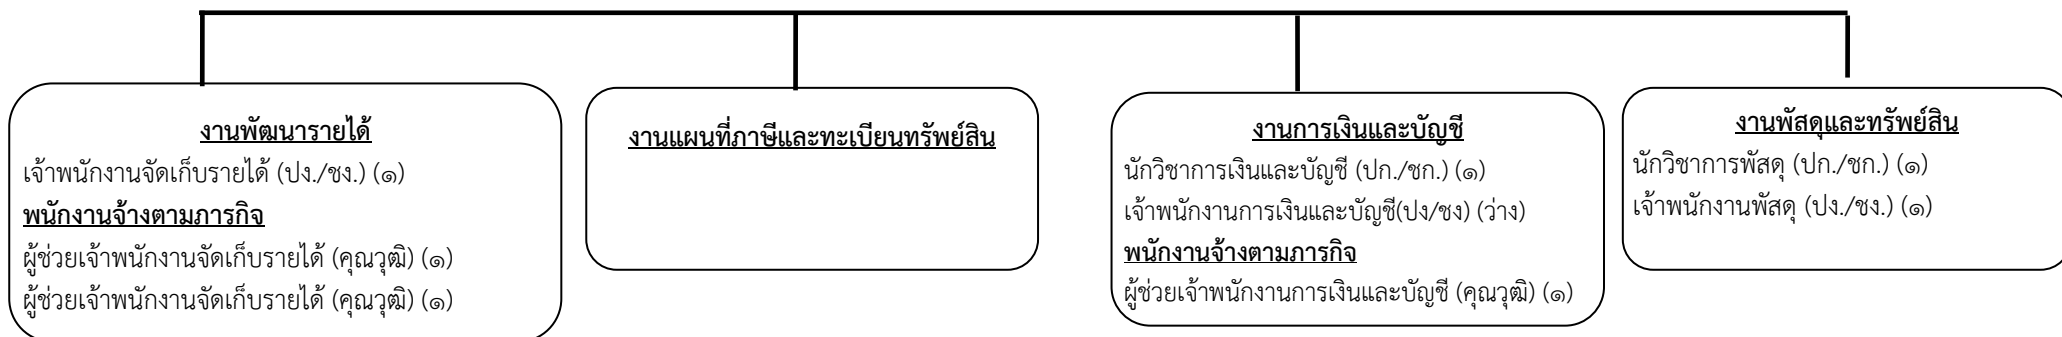 งานพัฒนารายได้
เจ้าพนักงานจัดเก็บรายได้ (ปง./ชง.) (๑)
พนักงานจ้างตามภารกิจ
ผู้ช่วยเจ้าพนักงานจัดเก็บรายได้ (คุณวุฒิ) (๑)
ผู้ช่วยเจ้าพนักงานจัดเก็บรายได้ (คุณวุฒิ) (๑)
งานแผนที่ภาษีและทะเบียนทรัพย์สิน
งานการเงินและบัญชี
นักวิชาการเงินและบัญชี (ปก./ชก.) (๑)
เจ้าพนักงานการเงินและบัญชี(ปง/ชง) (ว่าง)
พนักงานจ้างตามภารกิจ
ผู้ช่วยเจ้าพนักงานการเงินและบัญชี (คุณวุฒิ) (๑)
งานพัสดุและทรัพย์สิน
นักวิชาการพัสดุ (ปก./ชก.) (๑)
เจ้าพนักงานพัสดุ (ปง./ชง.) (๑)